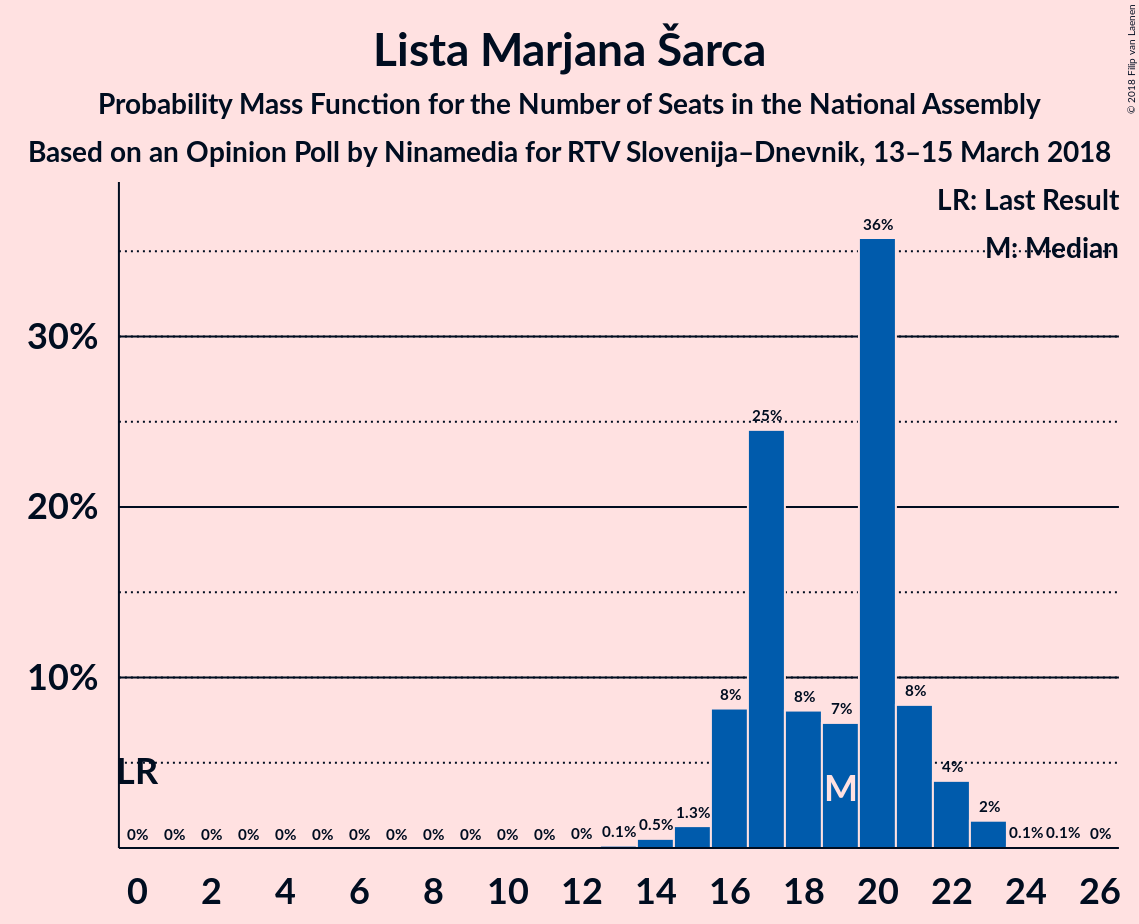 Lista Marjana Šarca
Probability Mass Function for the Number of Seats in the National Assembly
Based on an Opinion Poll by Ninamedia for RTV Slovenija–Dnevnik, 13–15 March 2018
© 2018 Filip van Laenen
LR: Last Result
M: Median
36%
30%
25%
20%
10%
8% 8% 7% 8%
LR
M
4%
2%
0% 0% 0% 0% 0% 0% 0% 0% 0% 0% 0% 0% 0% 0.1% 0.5% 1.3% 0.1% 0.1% 0%
0 2 4 6 8 10 12 14 16 18 20 22 24 26